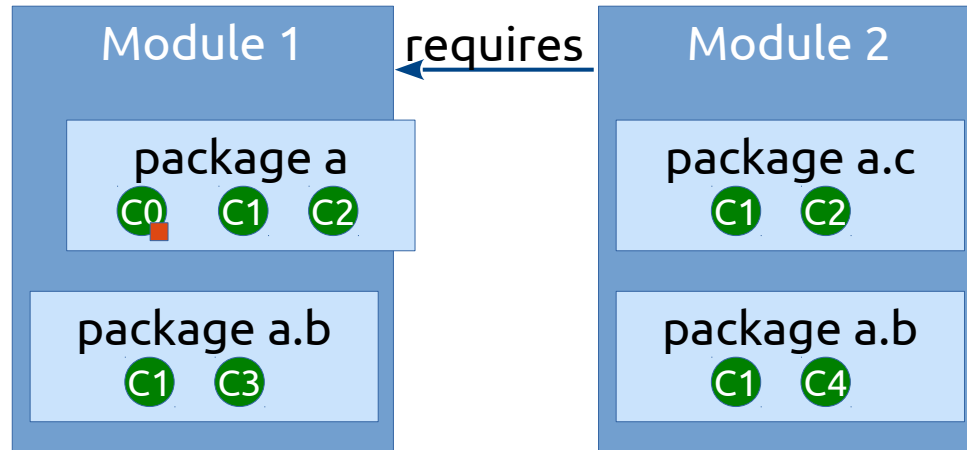 Module 1
requires
Module 2
package a
C0 C1 C2
package a.c
C1 C2
package a.b
C1 C3
package a.b
C1 C4